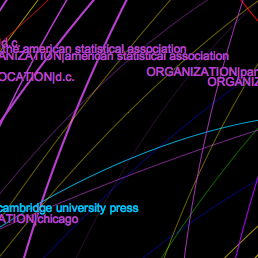 d.c.
the american statistical association
ANIZATION|american statistical association
ORGANIZATION|par
OCATION|d.c.
ORGANIZ
cambridge university press
ATION|chicago